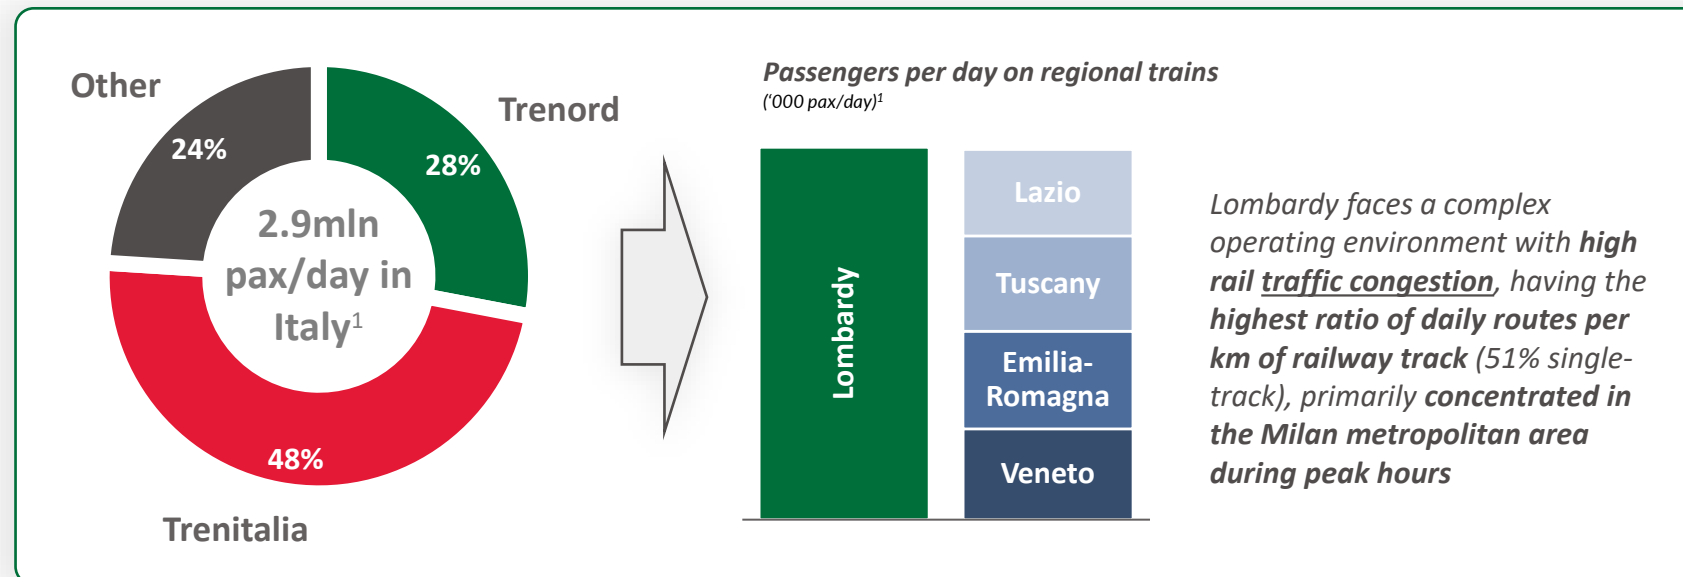 Other
24%
Trenord
28%
2.9mln
pax/day in
Italy¹
48%
Trenitalia
Passengers per day on regional trains
('000 pax/day)¹
Lombardy
Lazio
Tuscany
Emilia-
Romagna
Veneto
Lombardy faces a complex
operating environment with high
rail traffic congestion, having the
highest ratio of daily routes per
km of railway track (51% single-
track), primarily concentrated in
the Milan metropolitan area
during peak hours